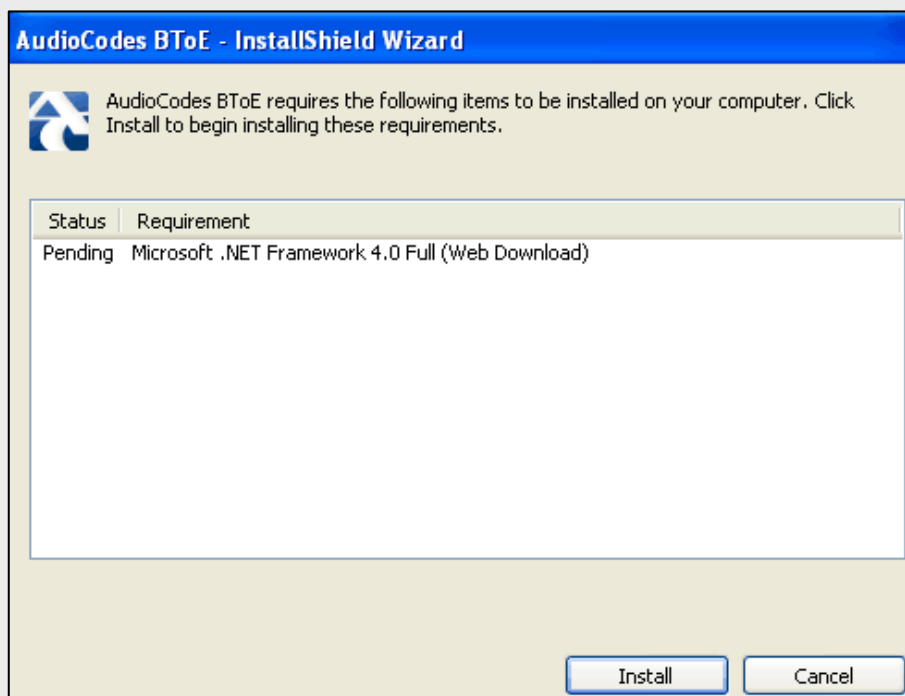 AudioCodes BToE - InstallShield Wizard
AudioCodes BToE requires the following items to be installed on your computer. Click
Install to begin installing these requirements.
Status Requirement
Pending Microsoft .NET Framework 4.0 Full (Web Download)
Install Cancel